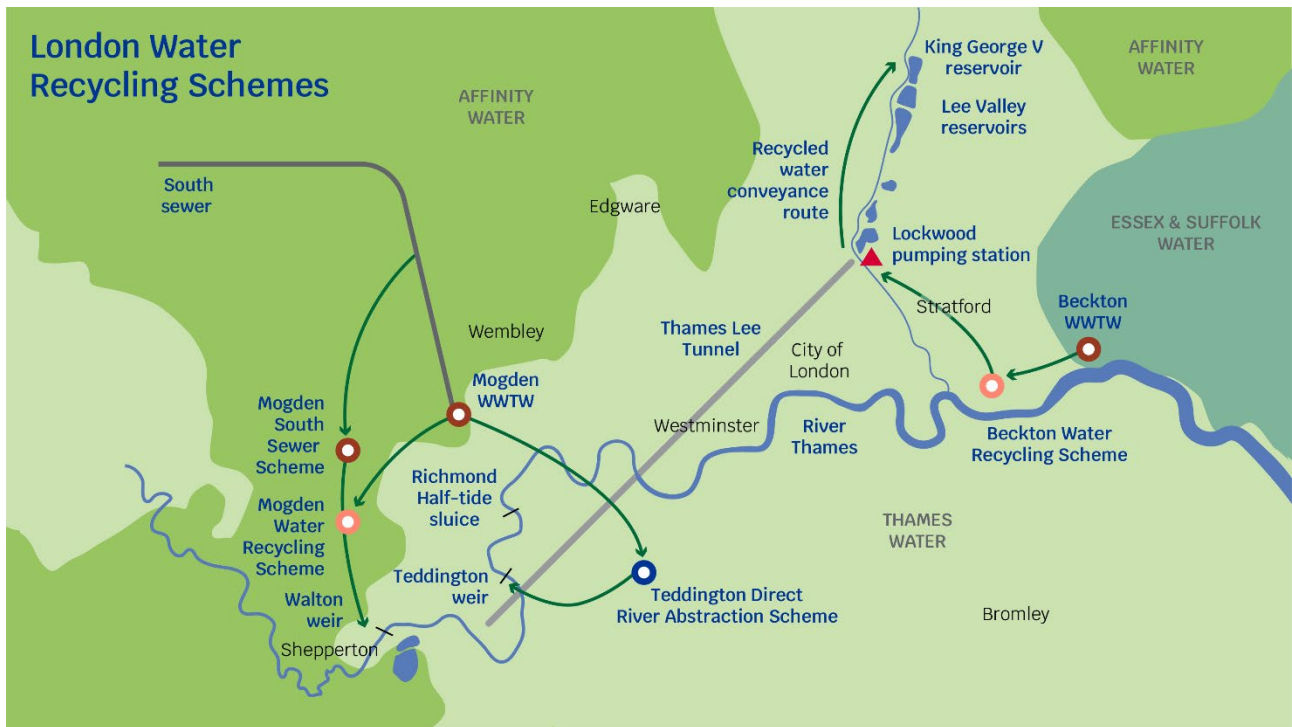 London Water
Recycling Schemes
AFFINITY
WATER
King George V
reservoir
AFFINITY
WATER
Lee Valley
reservoirs
Recycled
water
conveyance
route
South
sewer
Edgware
ESSEX & SUFFOLK
WATER
Lockwood
pumping station
Stratford
Beckton
WWTW
Wembley
Thames Lee
Tunnel
City of
London
Mogden
WWTW
Mogden
South
Sewer
Scheme
Westminster
River
Thames
Beckton Water
Recycling Scheme
Richmond
Half-tide
sluice
Mogden
Water
Recycling
Scheme
THAMES
WATER
Teddington
weir
Teddington Direct
River Abstraction Scheme
Walton
weir
Shepperton
Bromley